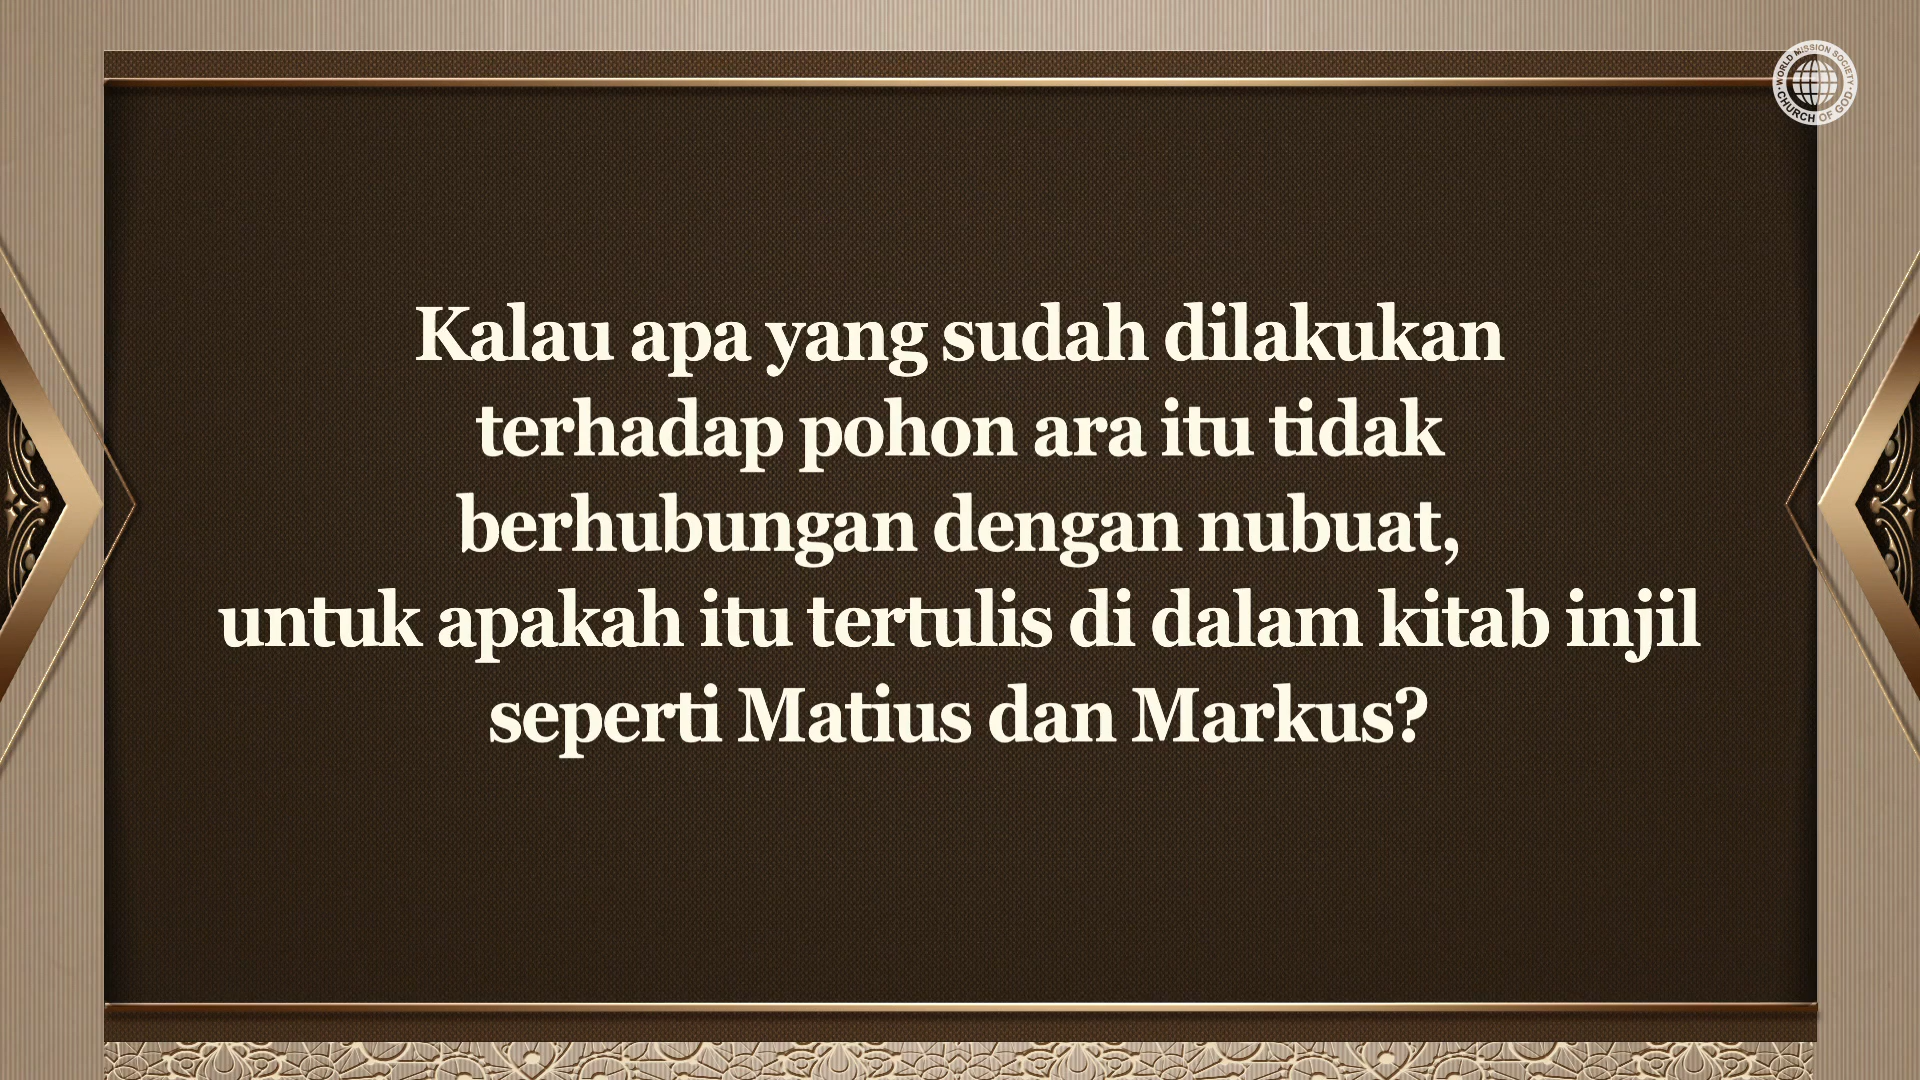 WORLD MISSION SOCIETY
CHURCH OF GOD
Kalau apa yang sudah dilakukan
terhadap pohon ara itu tidak
berhubungan dengan nubuat,
untuk apakah itu tertulis di dalam kitab injil
seperti Matius dan Markus?